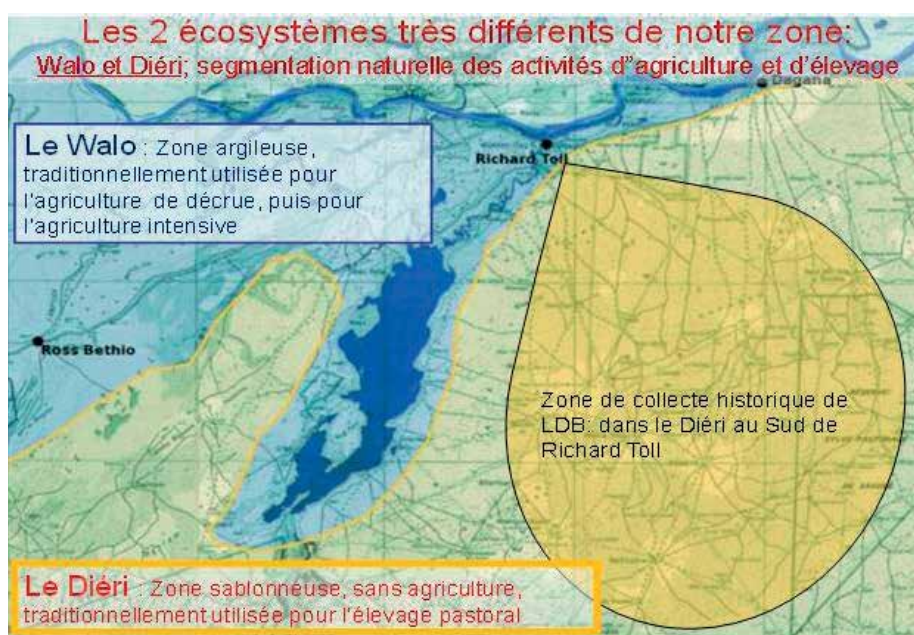 Les 2 écosystèmes très différents de notre zone:
Walo et Diéri; segmentation naturelle des activités d"agriculture et d'élevage
Dagana
Le Walo : Zone argileuse,
traditionnellement utilisée pour
l'agriculture de décrue, puis pour
l'agriculture intensive
Richard Toll
Ross Bethio
Zone de collecte historique de
LDB: dans le Diéri au Sud de
Richard Toll
Le Diéri : Zone sablonneuse, sans agriculture,
traditionnellement utilisée pour l'élevage pastoral